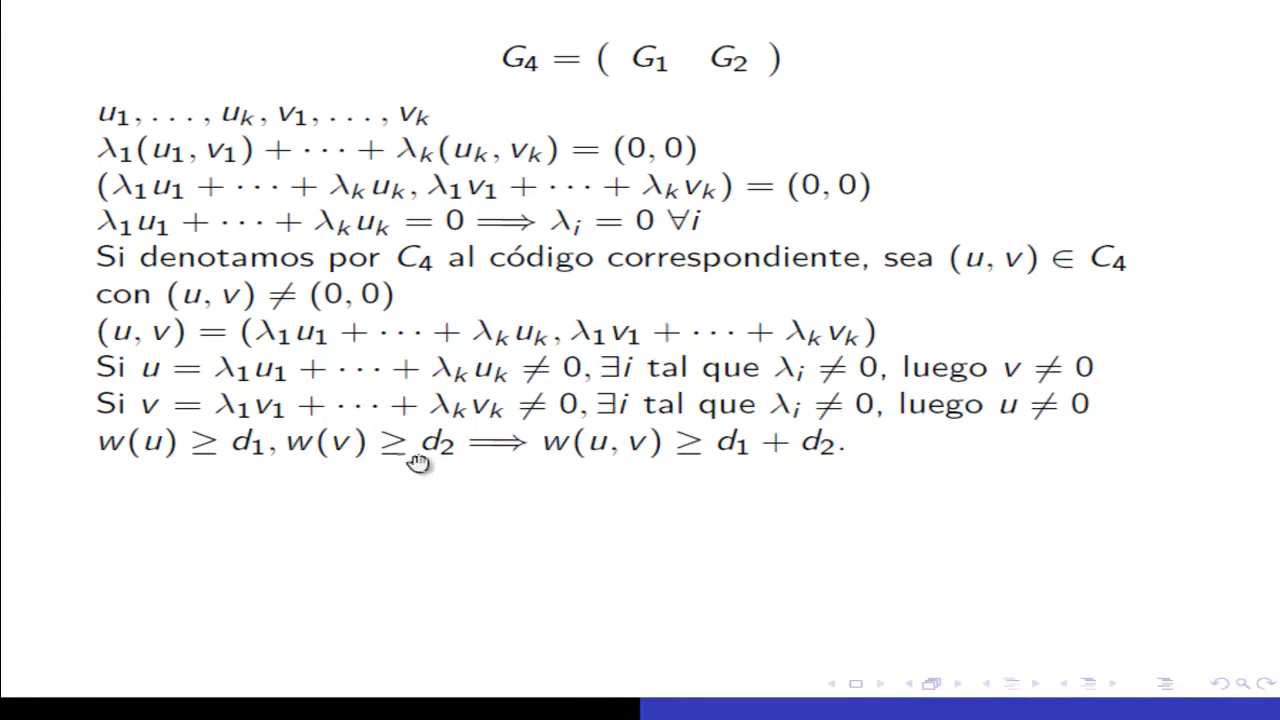 G₄ = ( G₁ G₂ )
u₁, . . . , uₖ, v₁, . . . , vₖ
λ₁(u₁, v₁) + · · · + λₖ(uₖ, vₖ) = (0, 0)
(λ₁u₁ + · · · + λₖuₖ, λ₁v₁ + · · · + λₖvₖ) = (0, 0)
λ₁u₁ + · · · + λₖuₖ = 0 ⟹ λᵢ = 0 ∀i
Si denotamos por C₄ al código correspondiente, sea (u, v) ∈ C₄
con (u, v) ≠ (0, 0)
(u, v) = (λ₁u₁ + · · · + λₖuₖ, λ₁v₁ + · · · + λₖvₖ)
Si u = λ₁u₁ + · · · + λₖuₖ ≠ 0, ∃i tal que λᵢ ≠ 0, luego v ≠ 0
Si v = λ₁v₁ + · · · + λₖvₖ ≠ 0, ∃i tal que λᵢ ≠ 0, luego u ≠ 0
w(u) ≥ d₁, w(v) ≥ d₂ ⟹ w(u, v) ≥ d₁ + d₂.